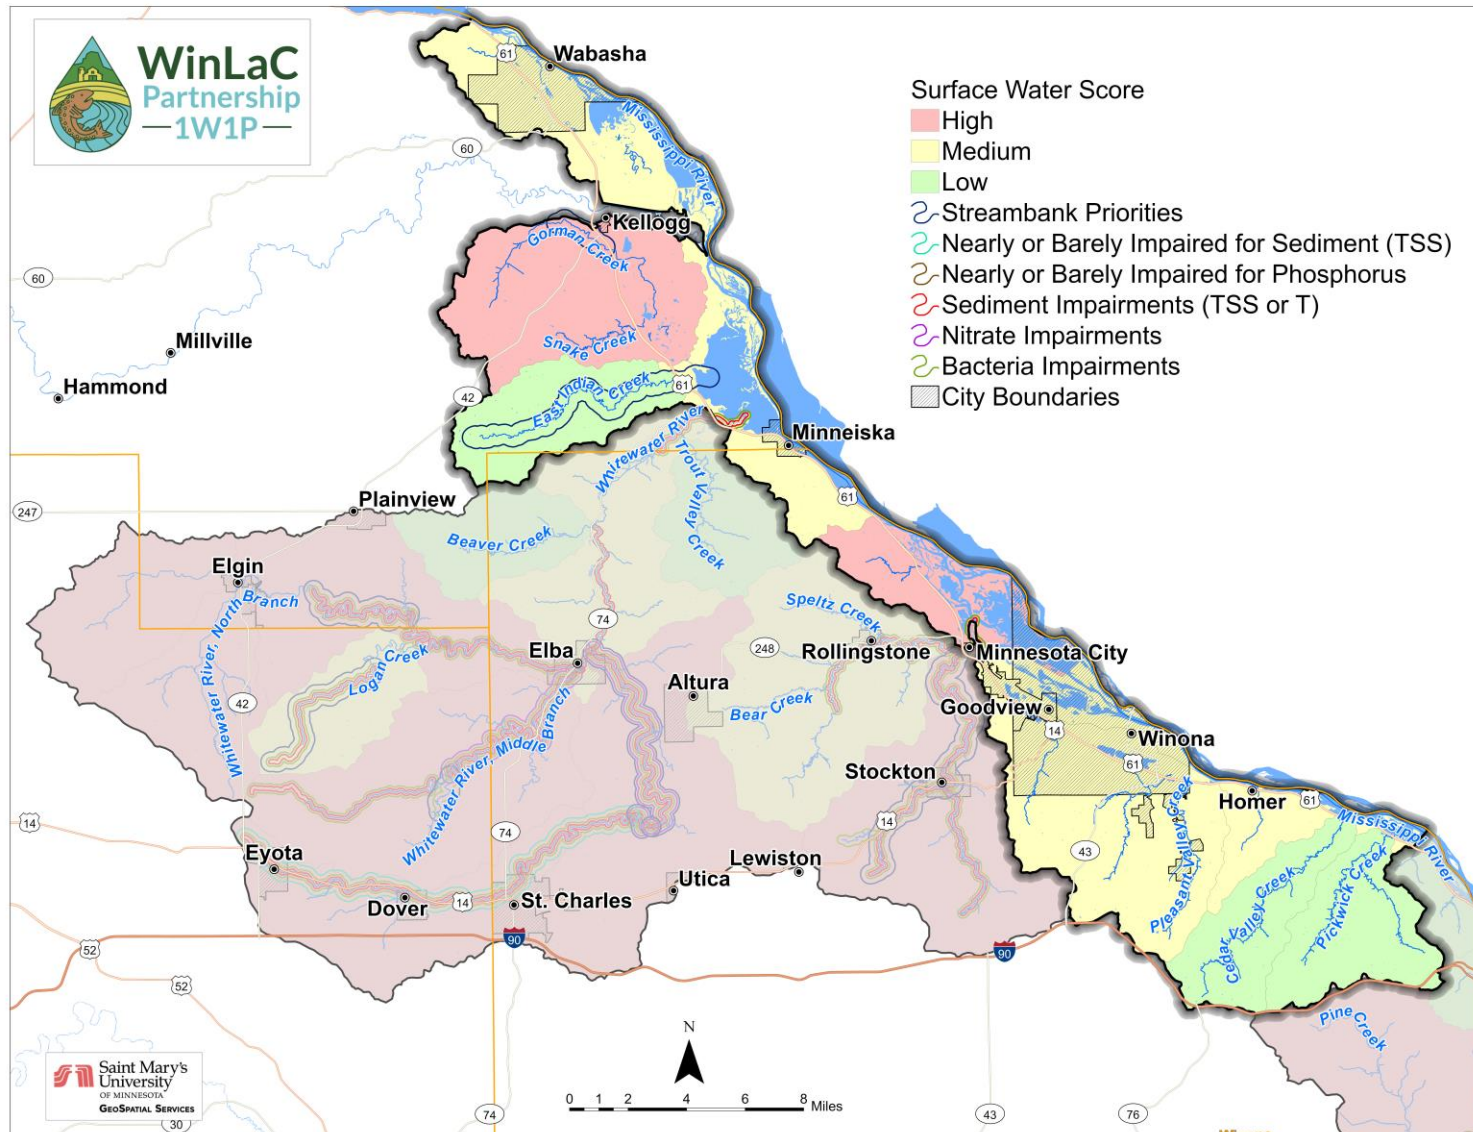 WinLaC
Partnership
1W1P
Surface Water Score
High
Medium
Low
Streambank Priorities
Nearly or Barely Impaired for Sediment (TSS)
Nearly or Barely Impaired for Phosphorus
Sediment Impairments (TSS or T)
Nitrate Impairments
Bacteria Impairments
City Boundaries
61
Wabasha
Mississippi River
60
Kellogg
Gorman Creek
60
Snake Creek
Millville
Hammond
East Indian Creek
61
42
Whitewater River
Minneiska
Trout Valley Creek
61
Plainview
247
Beaver Creek
Elgin
Whitewater River, North Branch
74
Speltz Creek
248
Rollingstone
Minnesota City
Elba
Logan Creek
Altura
42
Bear Creek
Goodview
14
Winona
61
Whitewater River, Middle Branch
Stockton
Homer
61
Mississippi River
14
14
74
43
Pleasant Valley Creek
Eyota
Lewiston
Utica
Cedar Valley Creek
Pickwick Creek
Dover
14
St. Charles
90
90
52
52
Pine Creek
N
0 1 2 4 6 8 Miles
Saint Mary's
University
OF MINNESOTA
GEOSPATIAL SERVICES
30
74
43
76